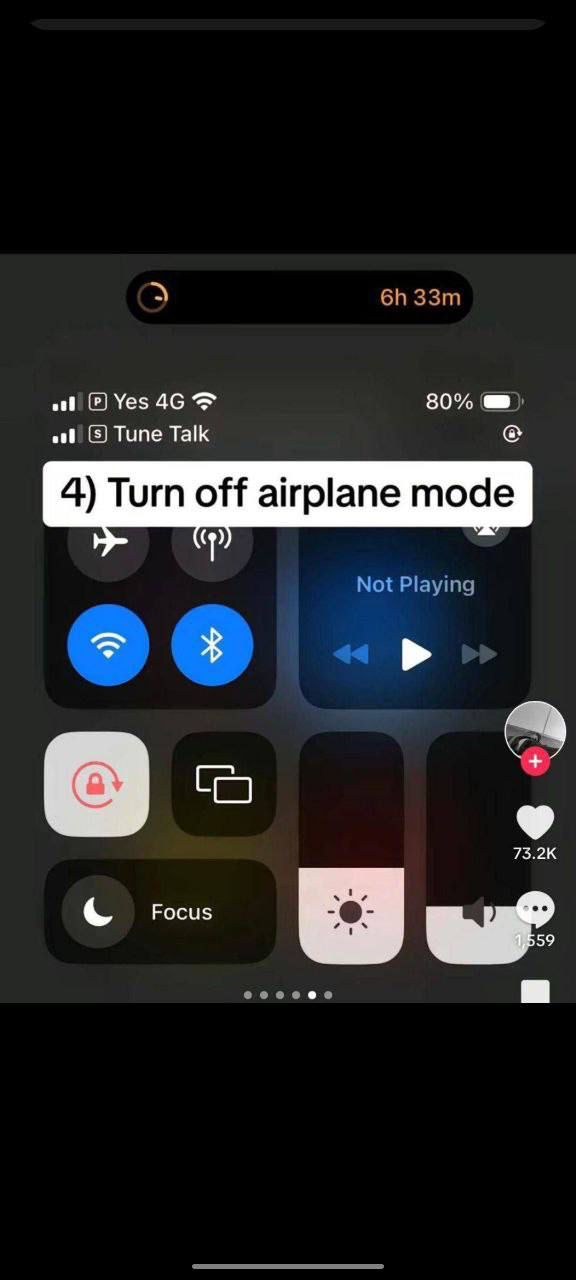 6h 33m
P Yes 4G 80%
S Tune Talk
4) Turn off airplane mode
Not Playing
73.2K
Focus
1,559